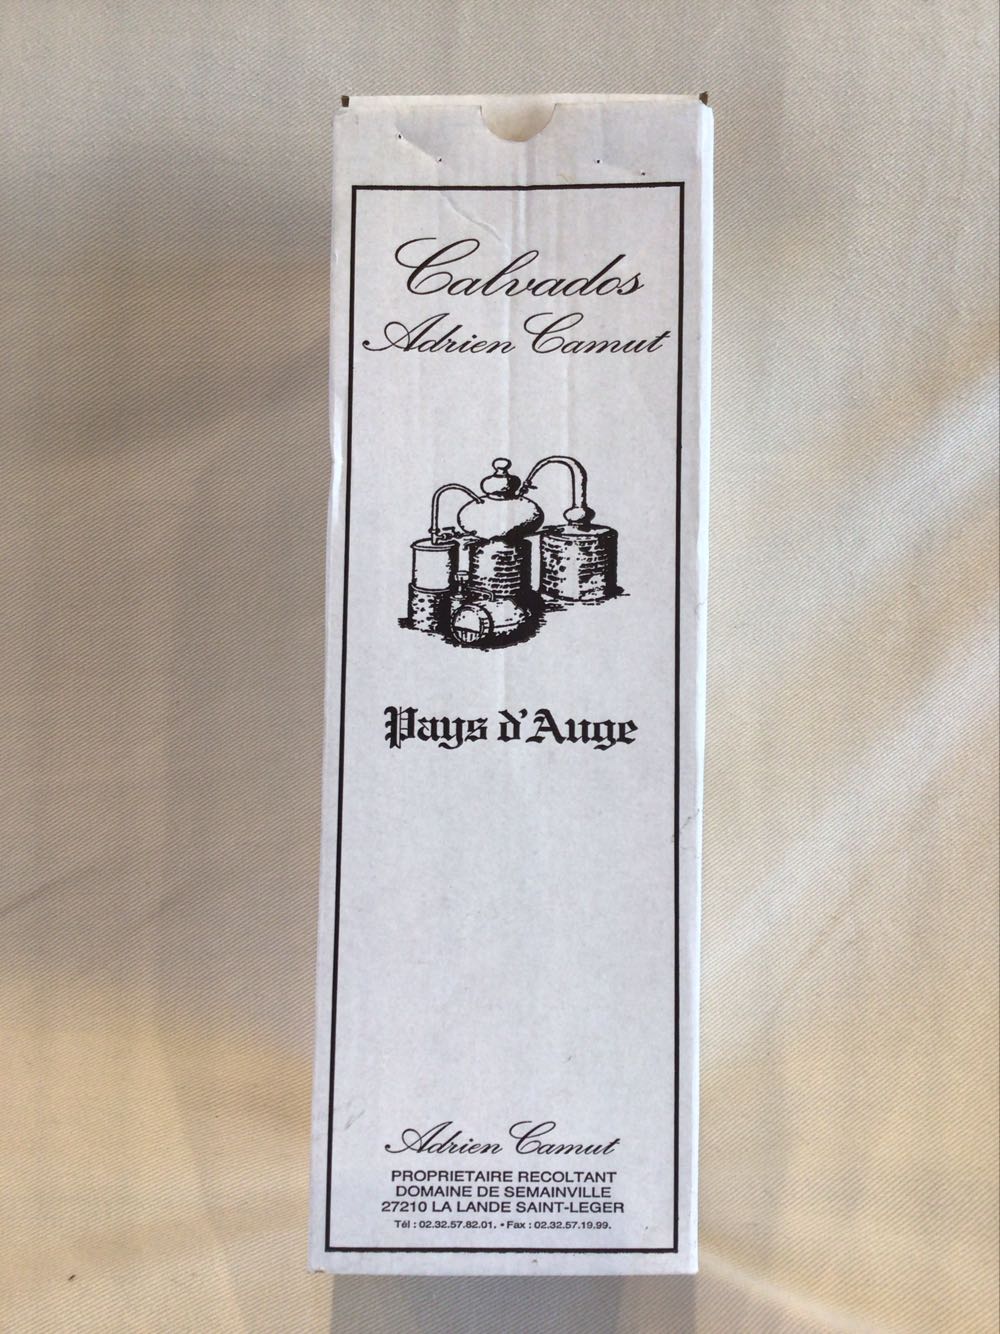 Calvados
Adrien Camut
Pays d'Auge
Adrien Camut
PROPRIETAIRE RECOLTANT
DOMAINE DE SEMAINVILLE
27210 LA LANDE SAINT-LEGER
Tél : 02.32.57.82.01. • Fax : 02.32.57.19.99.